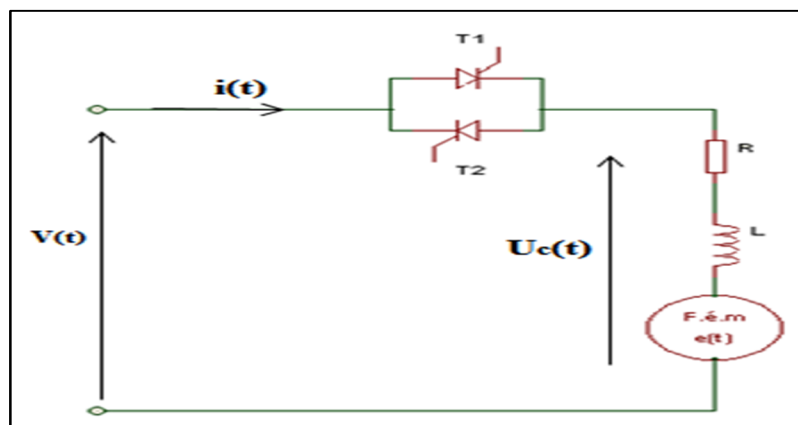 T1
i(t)
T2
R
V(t)
Uc(t)
L
F.é.m
e(t)